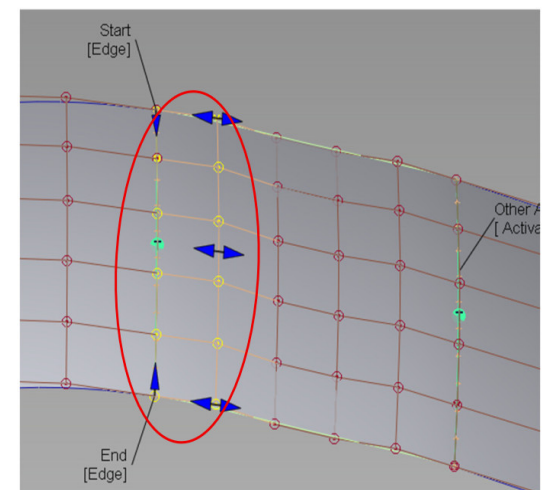 Start
[Edge]
Other
[ Activa
End
[Edge]